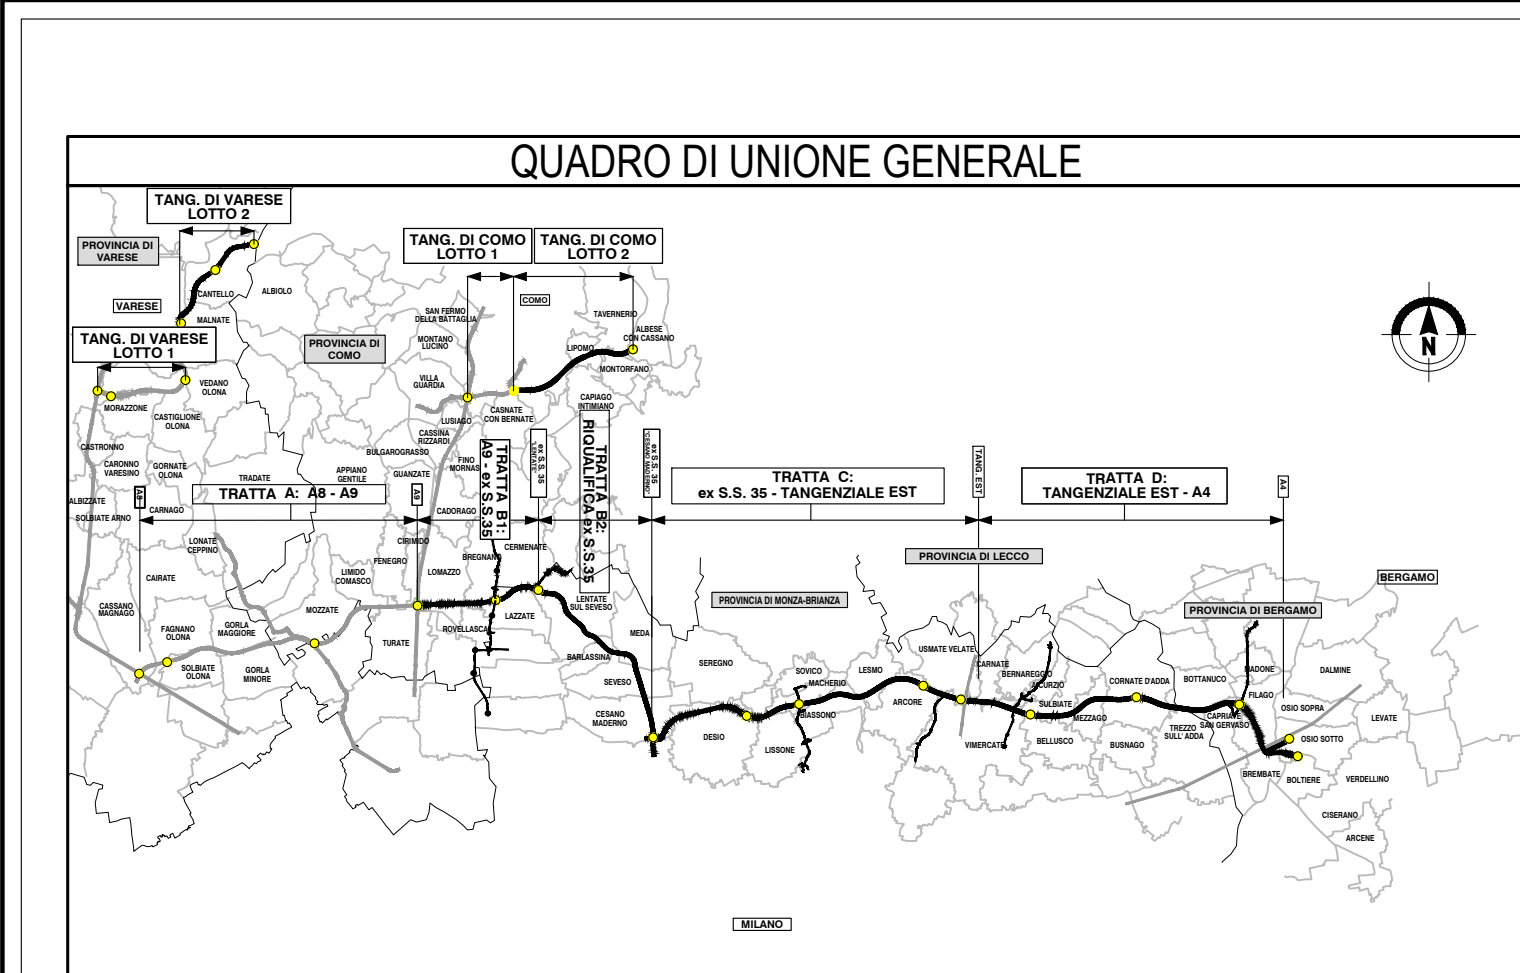 QUADRO DI UNIONE GENERALE
TANG. DI VARESE
LOTTO 2
PROVINCIA DI
VARESE
CANTELLO
ALBIOLO
VARESE
MALNATE
TANG. DI VARESE
LOTTO 1
PROVINCIA DI
COMO
TANG. DI COMO
LOTTO 1
TANG. DI COMO
LOTTO 2
COMO
SAN FERMO
DELLA BATTAGLIA
TAVERNERIO
MONTANO
LUCINO
ALBESE
CON CASSANO
LIPOMO
MONTORFANO
VILLA
GUARDIA
VEDANO
OLONA
MORAZZONE
CASTIGLIONE
OLONA
LUSIAGO
CASNATE
CON BERNATE
CAPIAGO
INTIMIANO
CASSINA
RIZZARDI
CASTRONNO
BULGAROGRASSO
CARONNO
VARESINO
GORNATE
OLONA
TRADATE
APPIANO
GENTILE
GUANZATE
FINO
MORNAS
ALBIZZATE
SOLBIATE ARNO
CARNAGO
A8
TRATTA A: A8 - A9
A9
CADORAGO
TRATTA B1:
A9 - ex S.S.35
ex S.S. 35
"LENTATE"
TRATTA B2:
RIQUALIFICA ex S.S.35
ex S.S. 35
"CESANO MADERNO"
TRATTA C:
ex S.S. 35 - TANGENZIALE EST
TANG. EST
TRATTA D:
TANGENZIALE EST - A4
A4
N
LONATE
CEPPINO
CIRIMIDO
FENEGRO
LOMAZZO
BREGNANO
CERMENATE
LIMIDO
COMASCO
CAIRATE
CASSANO
MAGNAGO
MOZZATE
FAGNANO
OLONA
GORLA
MAGGIORE
TURATE
ROVELLASCA
LAZZATE
LENTATE
SUL SEVESO
SOLBIATE
OLONA
GORLA
MINORE
MEDA
BARLASSINA
SEVESO
CESANO
MADERNO
PROVINCIA DI LECCO
PROVINCIA DI MONZA-BRIANZA
BERGAMO
PROVINCIA DI BERGAMO
SEREGNO
SOVICO
MACHERIO
LESMO
USMATE VELATE
CARNATE
BERNAREGGIO
CORNATE D'ADDA
BOTTANUCO
MADONE
DALMINE
FILAGO
ARCORE
SULBIATE
MEZZAGO
OSIO SOPRA
BIASSONO
DESIO
LISSONE
VIMERCATE
BELLUSCO
BUSNAGO
TREZZO
SULL' ADDA
CAPRIATE
SAN GERVASO
LEVATE
OSIO SOTTO
BREMBATE
BOLTIERE
VERDELLINO
CISERANO
ARCENE
MILANO